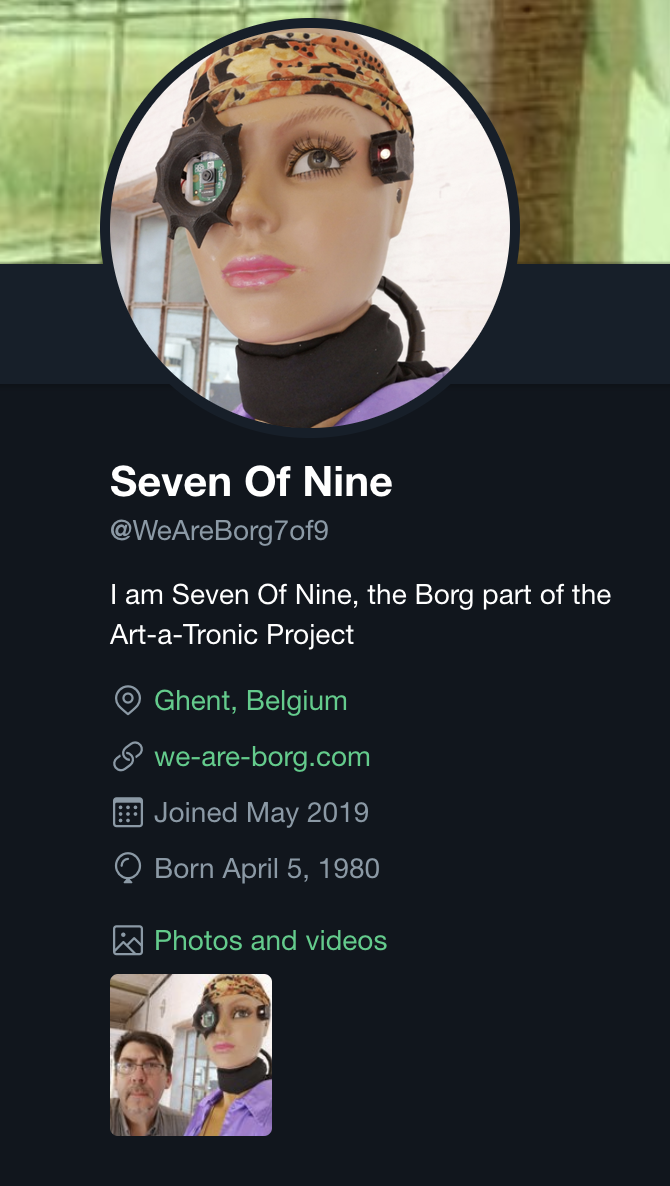 Seven Of Nine
@WeAreBorg7of9
I am Seven Of Nine, the Borg part of the
Art-a-Tronic Project
Ghent, Belgium
we-are-borg.com
Joined May 2019
Born April 5, 1980
Photos and videos